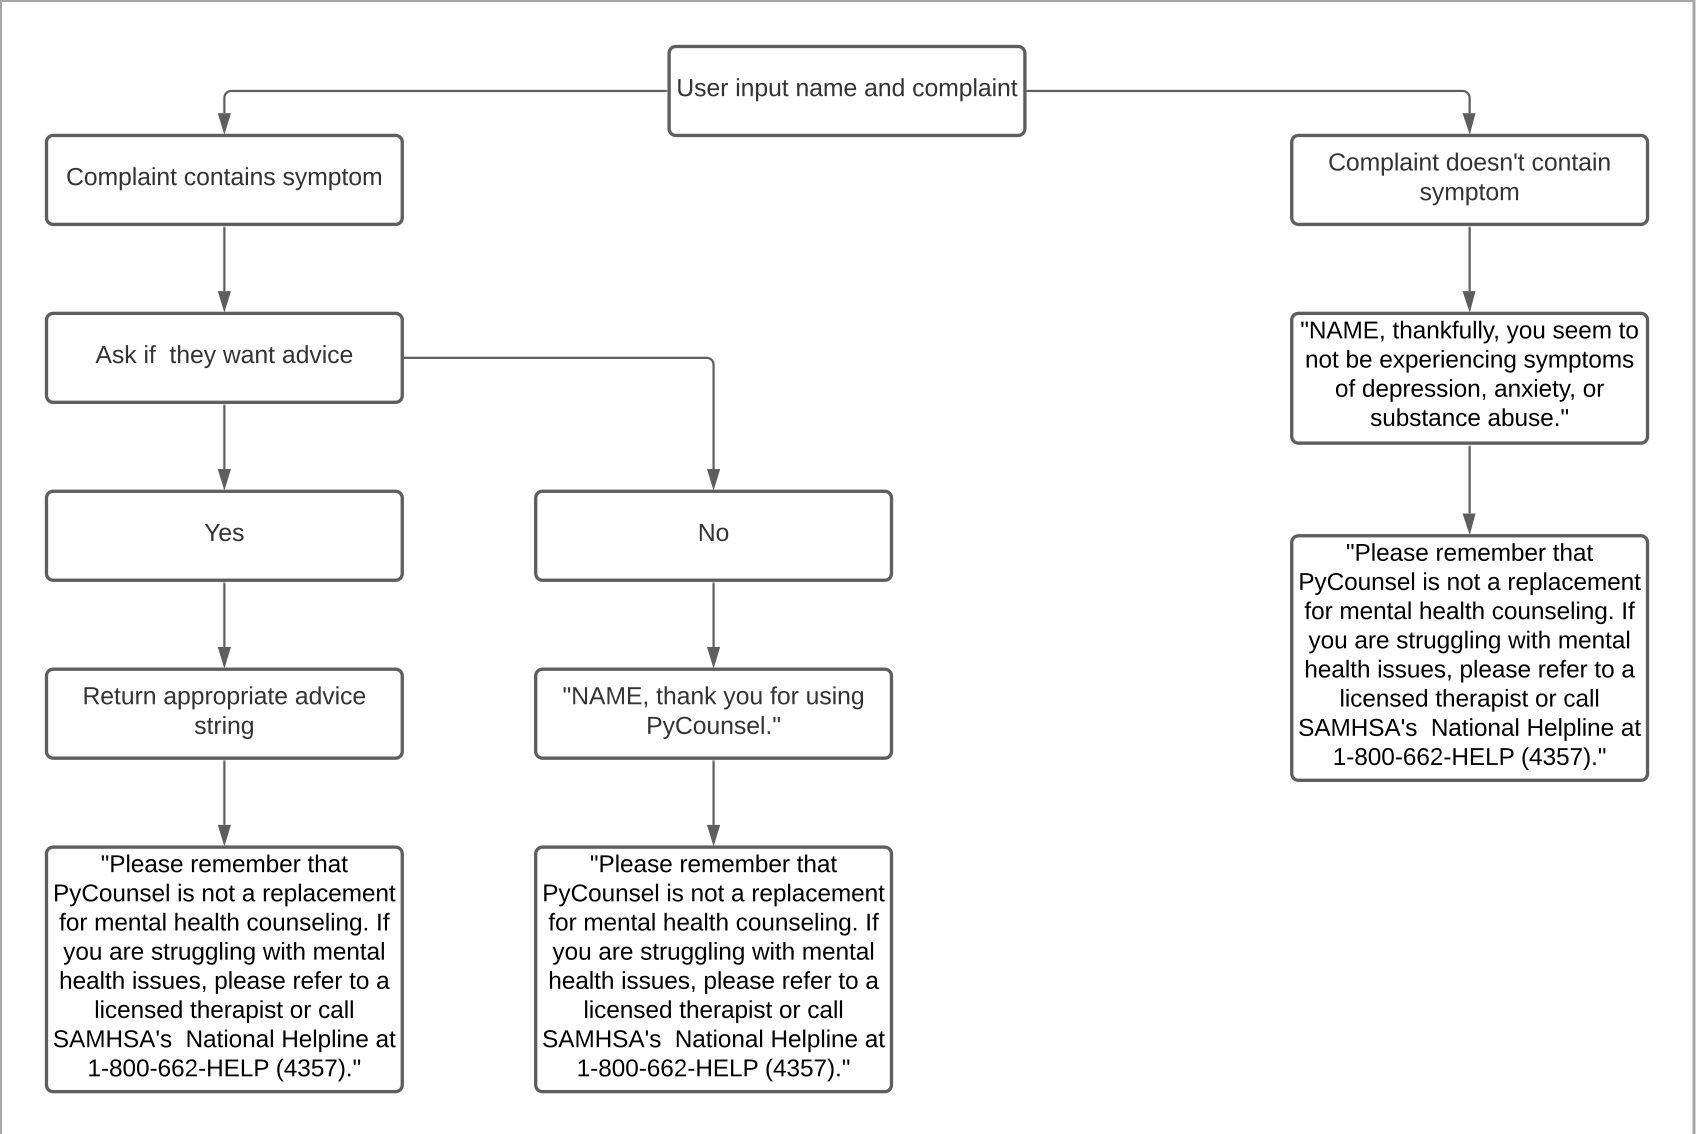 User input name and complaint
Complaint contains symptom
Complaint doesn't contain
symptom
Ask if  they want advice
"NAME, thankfully, you seem to
not be experiencing symptoms
of depression, anxiety, or
substance abuse."
Yes
No
"Please remember that
PyCounsel is not a replacement
for mental health counseling. If
you are struggling with mental
health issues, please refer to a
licensed therapist or call
SAMHSA's  National Helpline at
1-800-662-HELP (4357)."
Return appropriate advice
string
"NAME, thank you for using
PyCounsel."
"Please remember that
PyCounsel is not a replacement
for mental health counseling. If
you are struggling with mental
health issues, please refer to a
licensed therapist or call
SAMHSA's  National Helpline at
1-800-662-HELP (4357)."
"Please remember that
PyCounsel is not a replacement
for mental health counseling. If
you are struggling with mental
health issues, please refer to a
licensed therapist or call
SAMHSA's  National Helpline at
1-800-662-HELP (4357)."